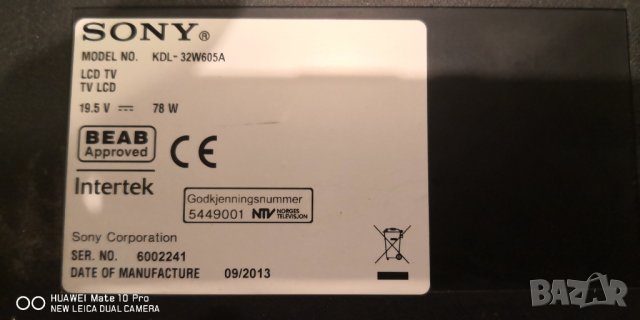 SONY®
MODEL NO. KDL-32W605A
LCD TV
TV LCD
19.5 V 78 W
BEAB
Approved
CE
Intertek
Godkjenningsnummer
5449001 NTV NORGES
TELEVISJON
Sony Corporation
SER. NO. 6002241
DATE OF MANUFACTURE 09/2013
HUAWEI Mate 10 Pro
NEW LEICA DUAL CAMERA
BAZAR